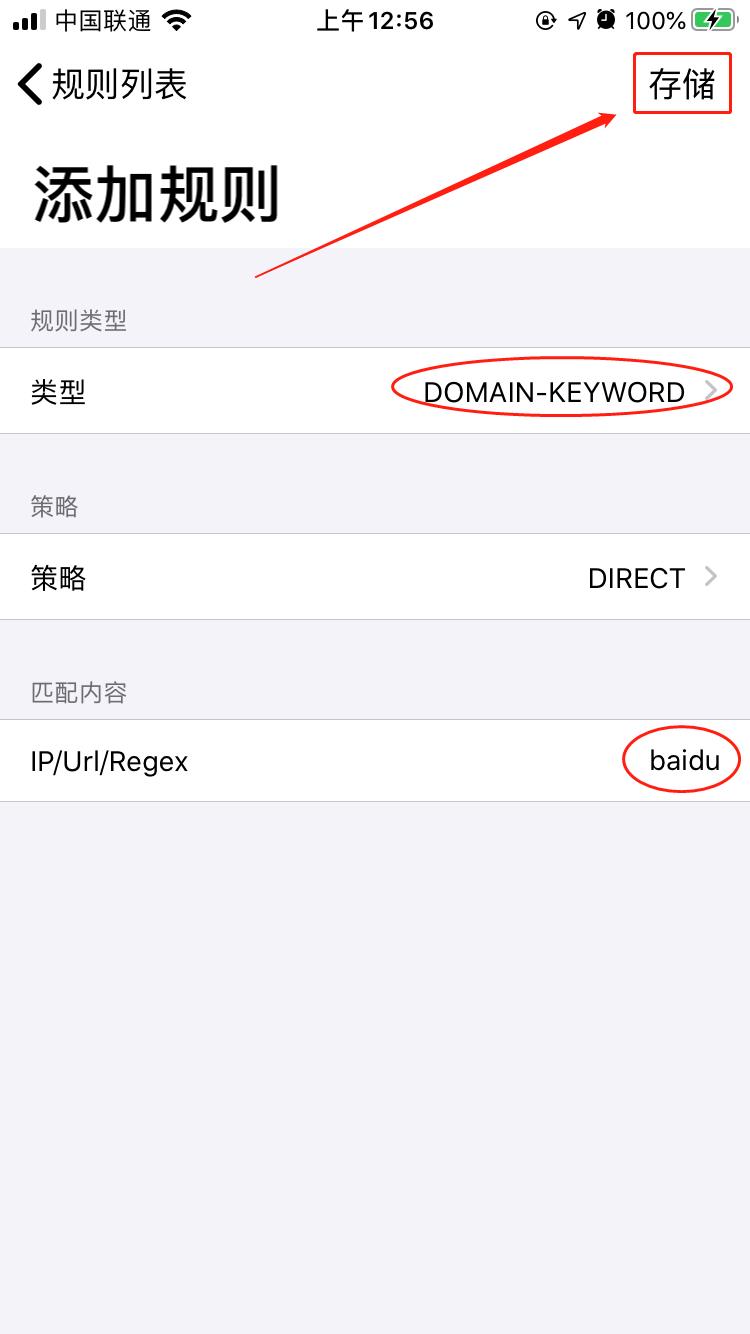 中国联通 上午12:56 100%
规则列表 存储
添加规则
规则类型
类型 DOMAIN-KEYWORD
策略
策略 DIRECT
匹配内容
IP/Url/Regex baidu